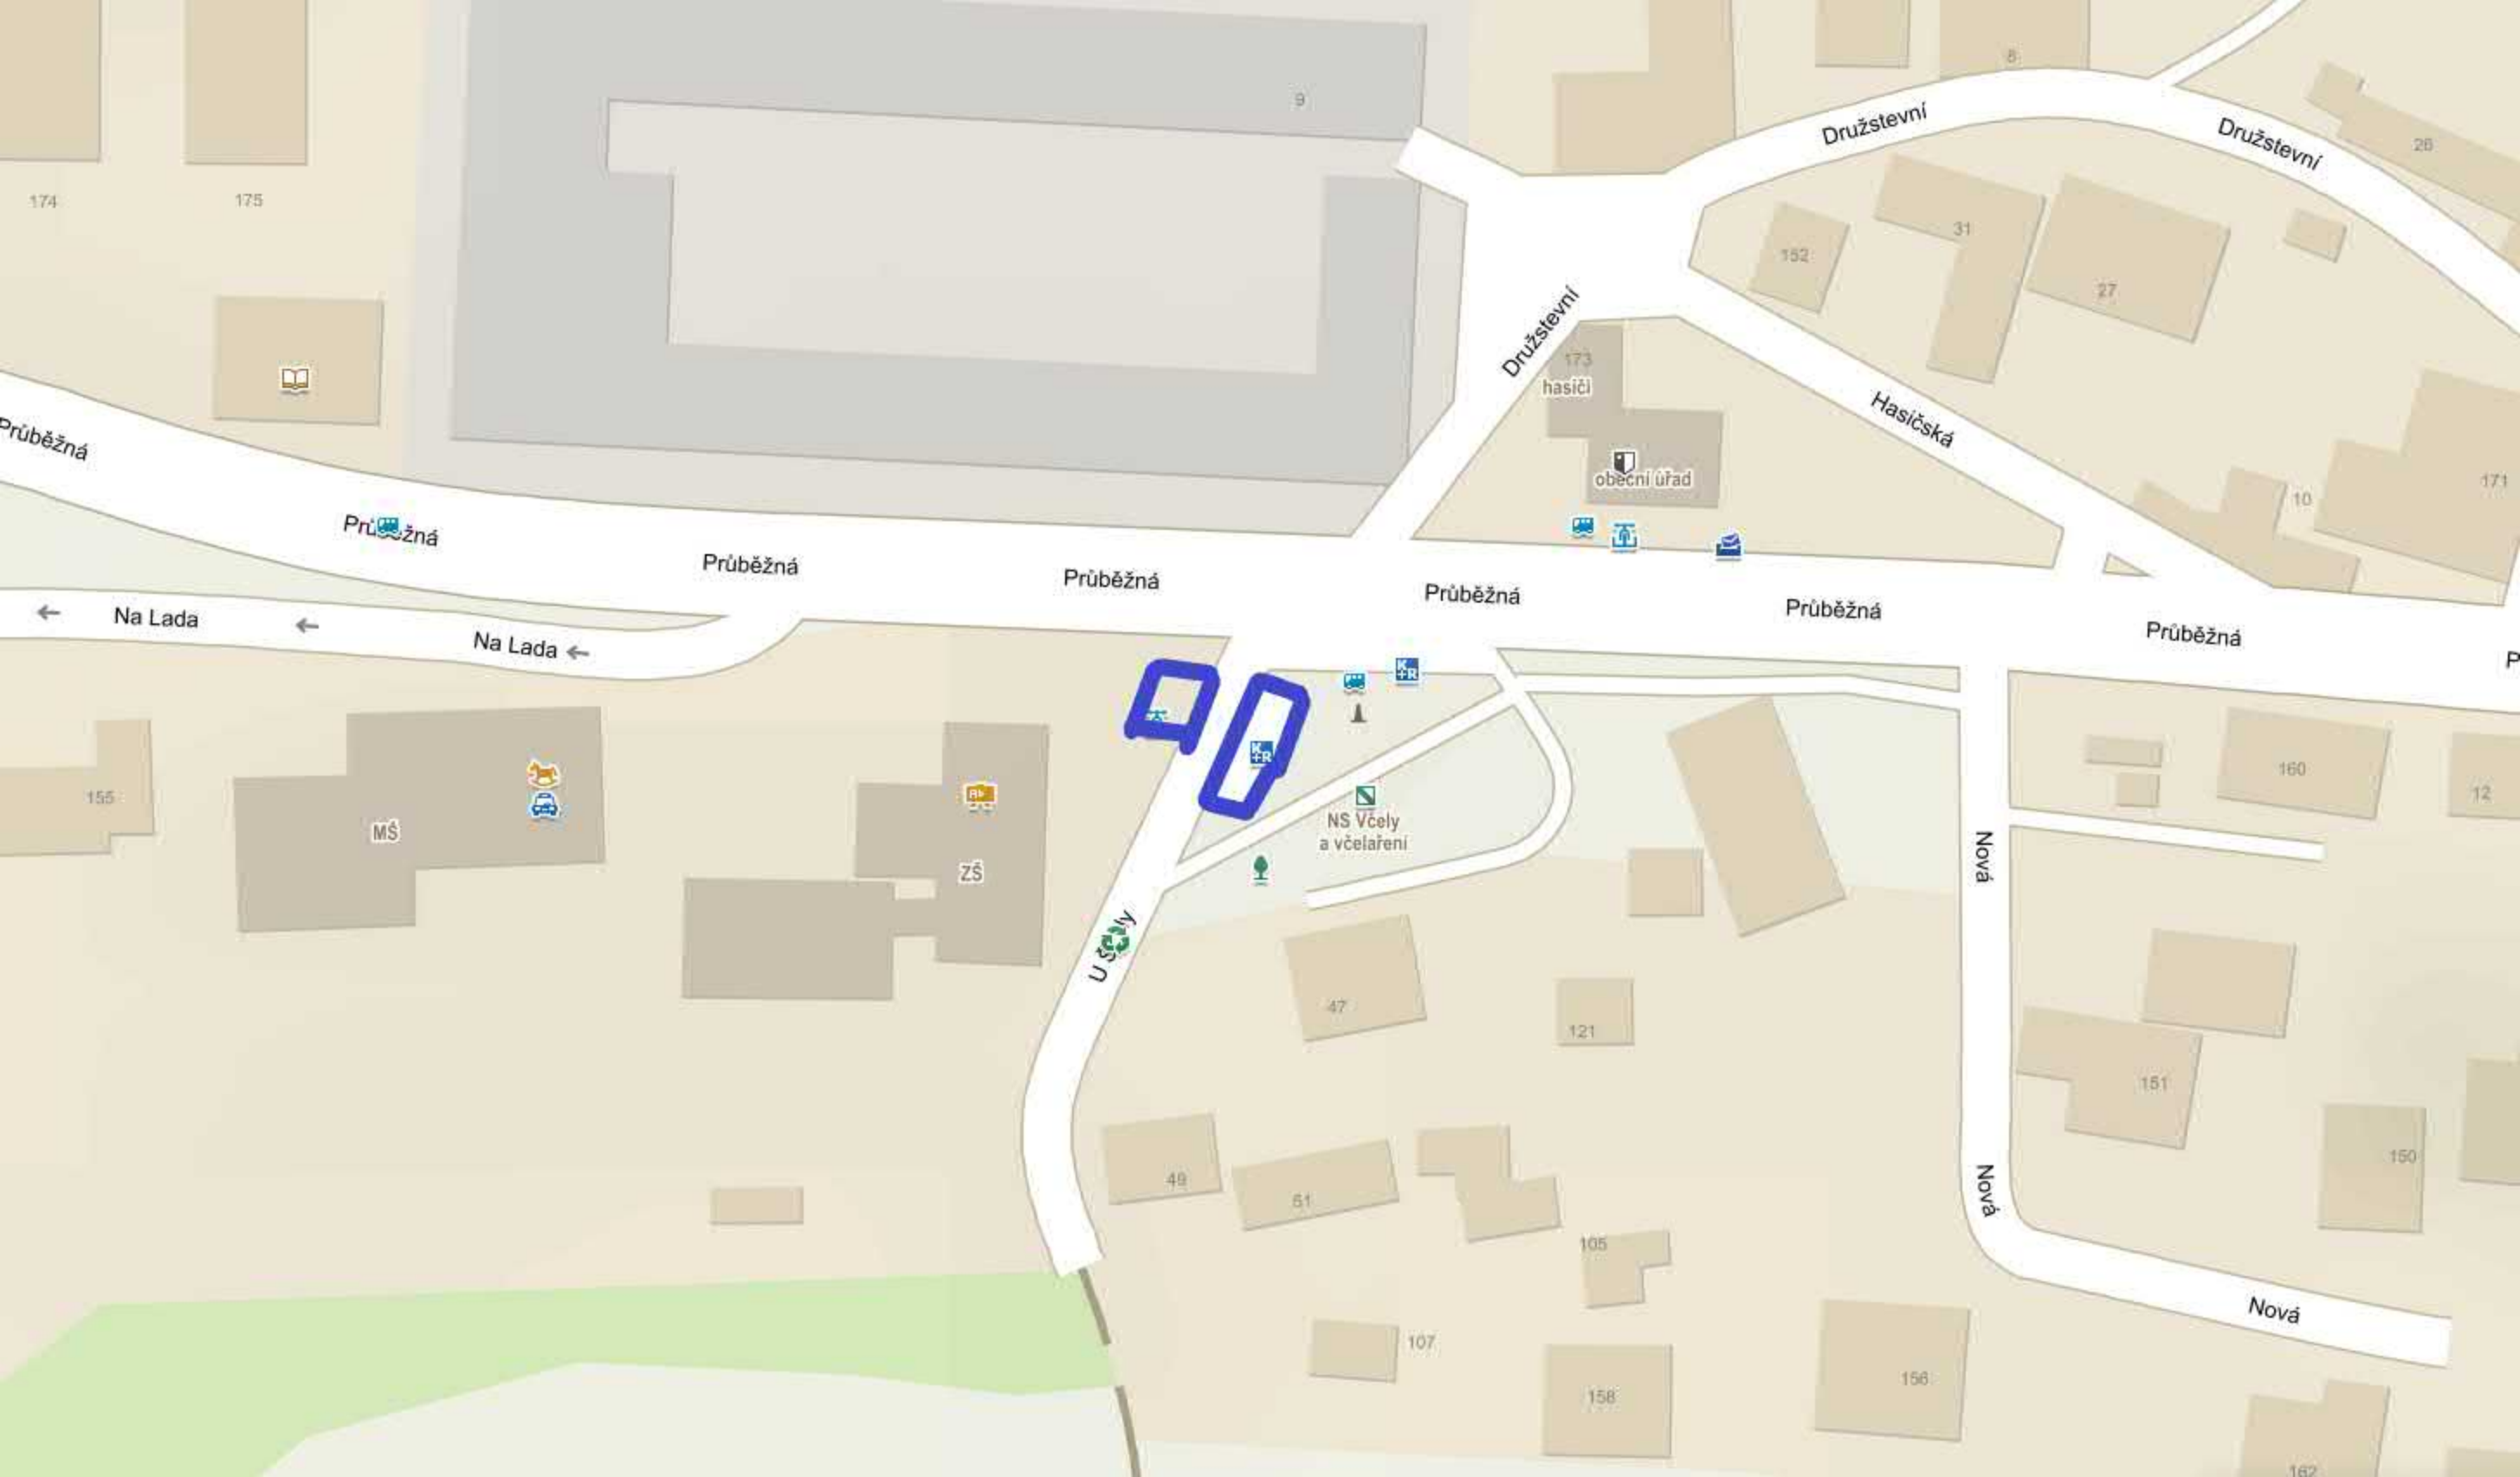 8
9
Družstevní
Družstevní
26
174
175
152
31
27
Družstevní
173
hasiči
Hasičská
obecní úřad
171
10
Průběžná
Průběžná
Průběžná
Průběžná
Průběžná
Průběžná
Průběžná
P
Na Lada
Na Lada
K
+R
K
+R
155
MŠ
ZŠ
NS Včely
a včelaření
160
12
Nová
47
121
151
150
49
51
105
Nová
Nová
107
156
158
162